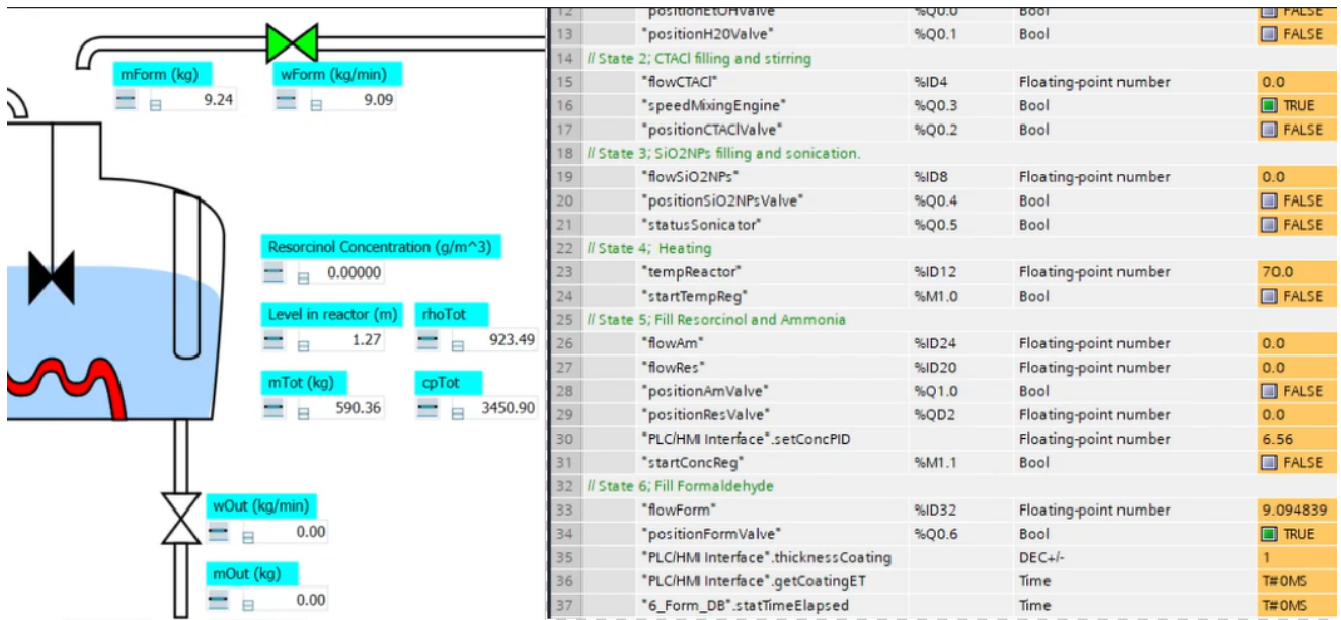 mForm (kg)
wForm (kg/min)
9.24
9.09
Resorcinol Concentration (g/m^3)
0.00000
Level in reactor (m)
rhoTot
1.27
923.49
mTot (kg)
cpTot
590.36
3450.90
wOut (kg/min)
0.00
mOut (kg)
0.00
12 "positionEtOHValve" %Q0.0 Bool FALSE
13 "positionH20Valve" %Q0.1 Bool FALSE
14 // State 2; CTACl filling and stirring
15 "flowCTACl" %ID4 Floating-point number 0.0
16 "speedMixingEngine" %Q0.3 Bool TRUE
17 "positionCTAClValve" %Q0.2 Bool FALSE
18 // State 3; SiO2NPs filling and sonication.
19 "flowSiO2NPs" %ID8 Floating-point number 0.0
20 "positionSiO2NPsValve" %Q0.4 Bool FALSE
21 "statusSonicator" %Q0.5 Bool FALSE
22 // State 4; Heating
23 "tempReactor" %ID12 Floating-point number 70.0
24 "startTempReg" %M1.0 Bool FALSE
25 // State 5; Fill Resorcinol and Ammonia
26 "flowAm" %ID24 Floating-point number 0.0
27 "flowRes" %ID20 Floating-point number 0.0
28 "positionAmValve" %Q1.0 Bool FALSE
29 "positionResValve" %QD2 Floating-point number 0.0
30 "PLC/HMI Interface".setConcPID Floating-point number 6.56
31 "startConcReg" %M1.1 Bool FALSE
32 // State 6; Fill Formaldehyde
33 "flowForm" %ID32 Floating-point number 9.094839
34 "positionFormValve" %Q0.6 Bool TRUE
35 "PLC/HMI Interface".thicknessCoating DEC+/- 1
36 "PLC/HMI Interface".getCoatingET Time T#0MS
37 "6_Form_DB".statTimeElapsed Time T#0MS